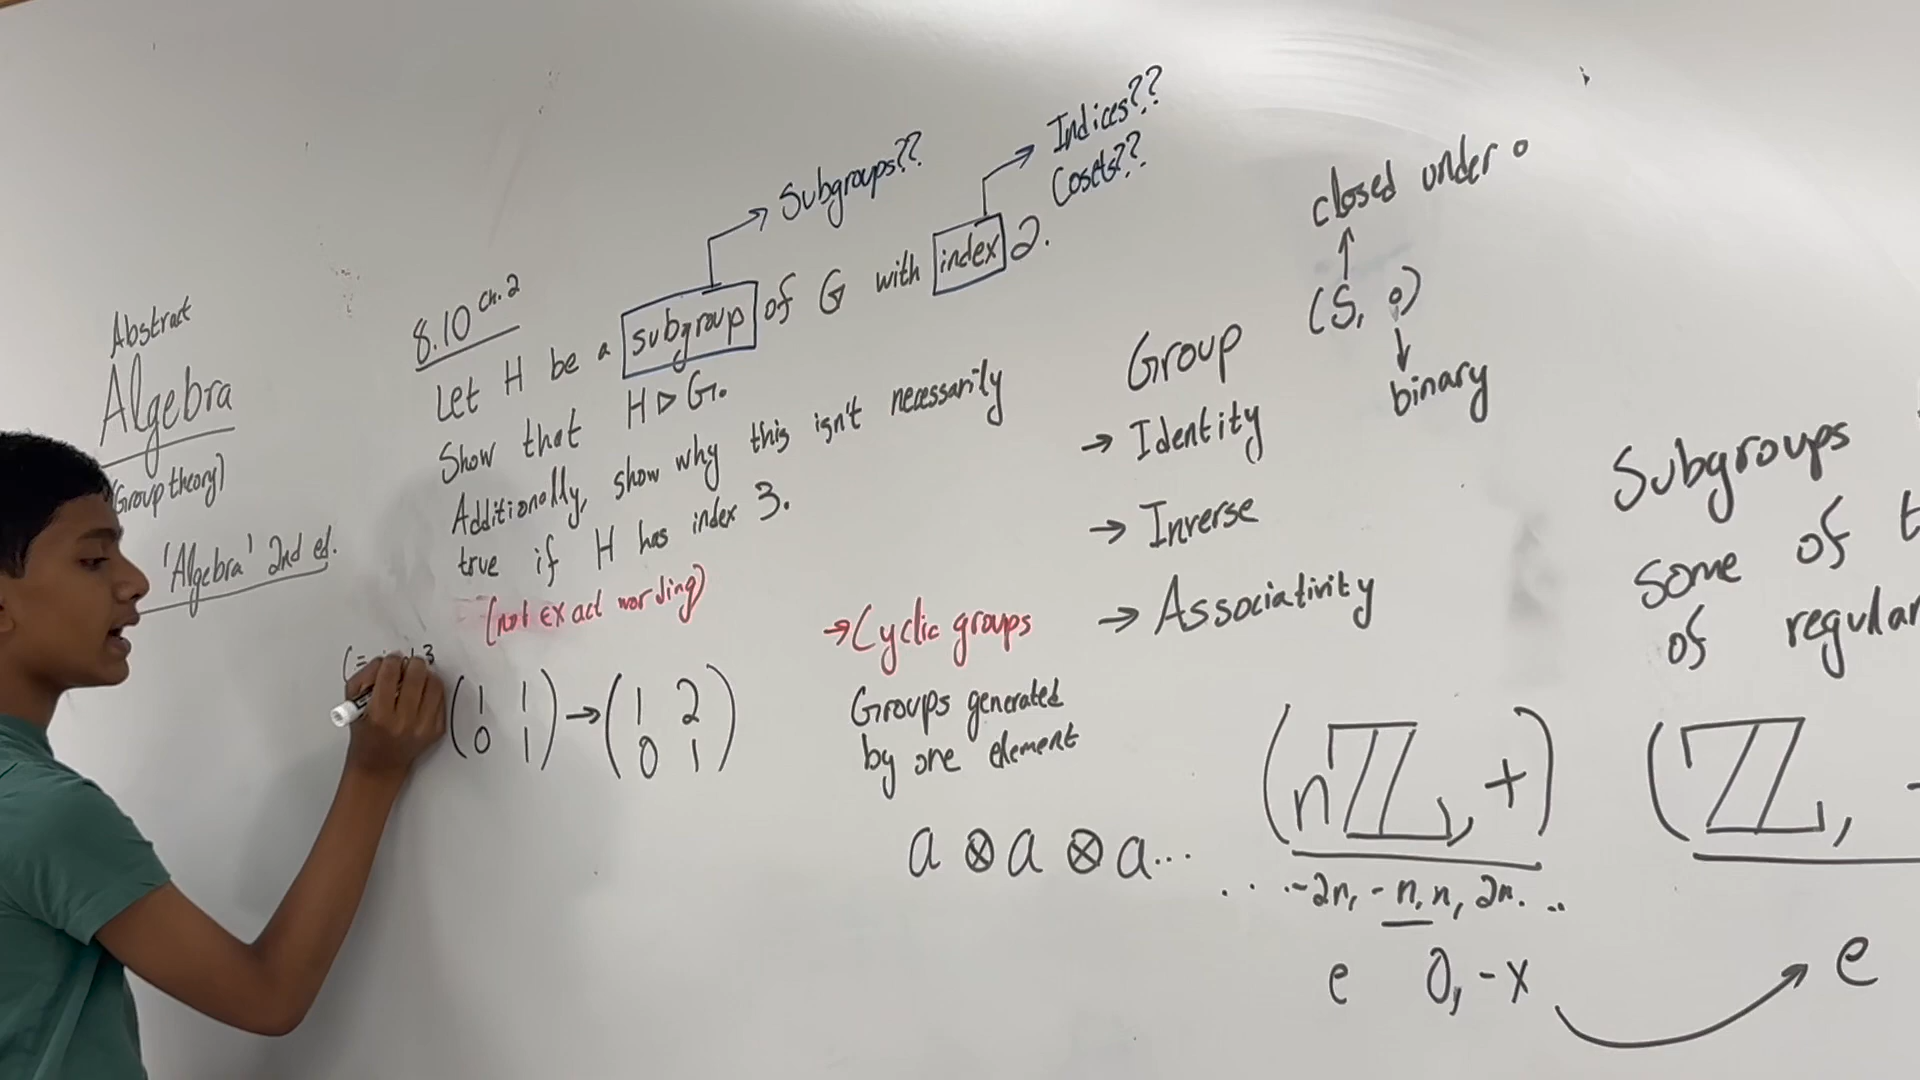 Abstract
Algebra
(Group theory)
'Algebra' 2nd ed.
8.10 Ch. 2
Let H be a subgroup of G with index 2.
Show that H ▷ G.
Additionally, show why this isn't necessarily
true if H has index 3.
(not exact wording)
Subgroups??
Indices??
Cosets??
( 1 1
0 1 ) → ( 1 2
0 1 )
→ Cyclic groups
Groups generated
by one element
a ⊗ a ⊗ a...
closed under ∘
(S, ∘)
binary
Group
→ Identity
→ Inverse
→ Associativity
(nℤ, +)
. . . -2n, -n, n, 2n. ..
e 0, -x
Subgroups
some of
of regular
(ℤ,
e